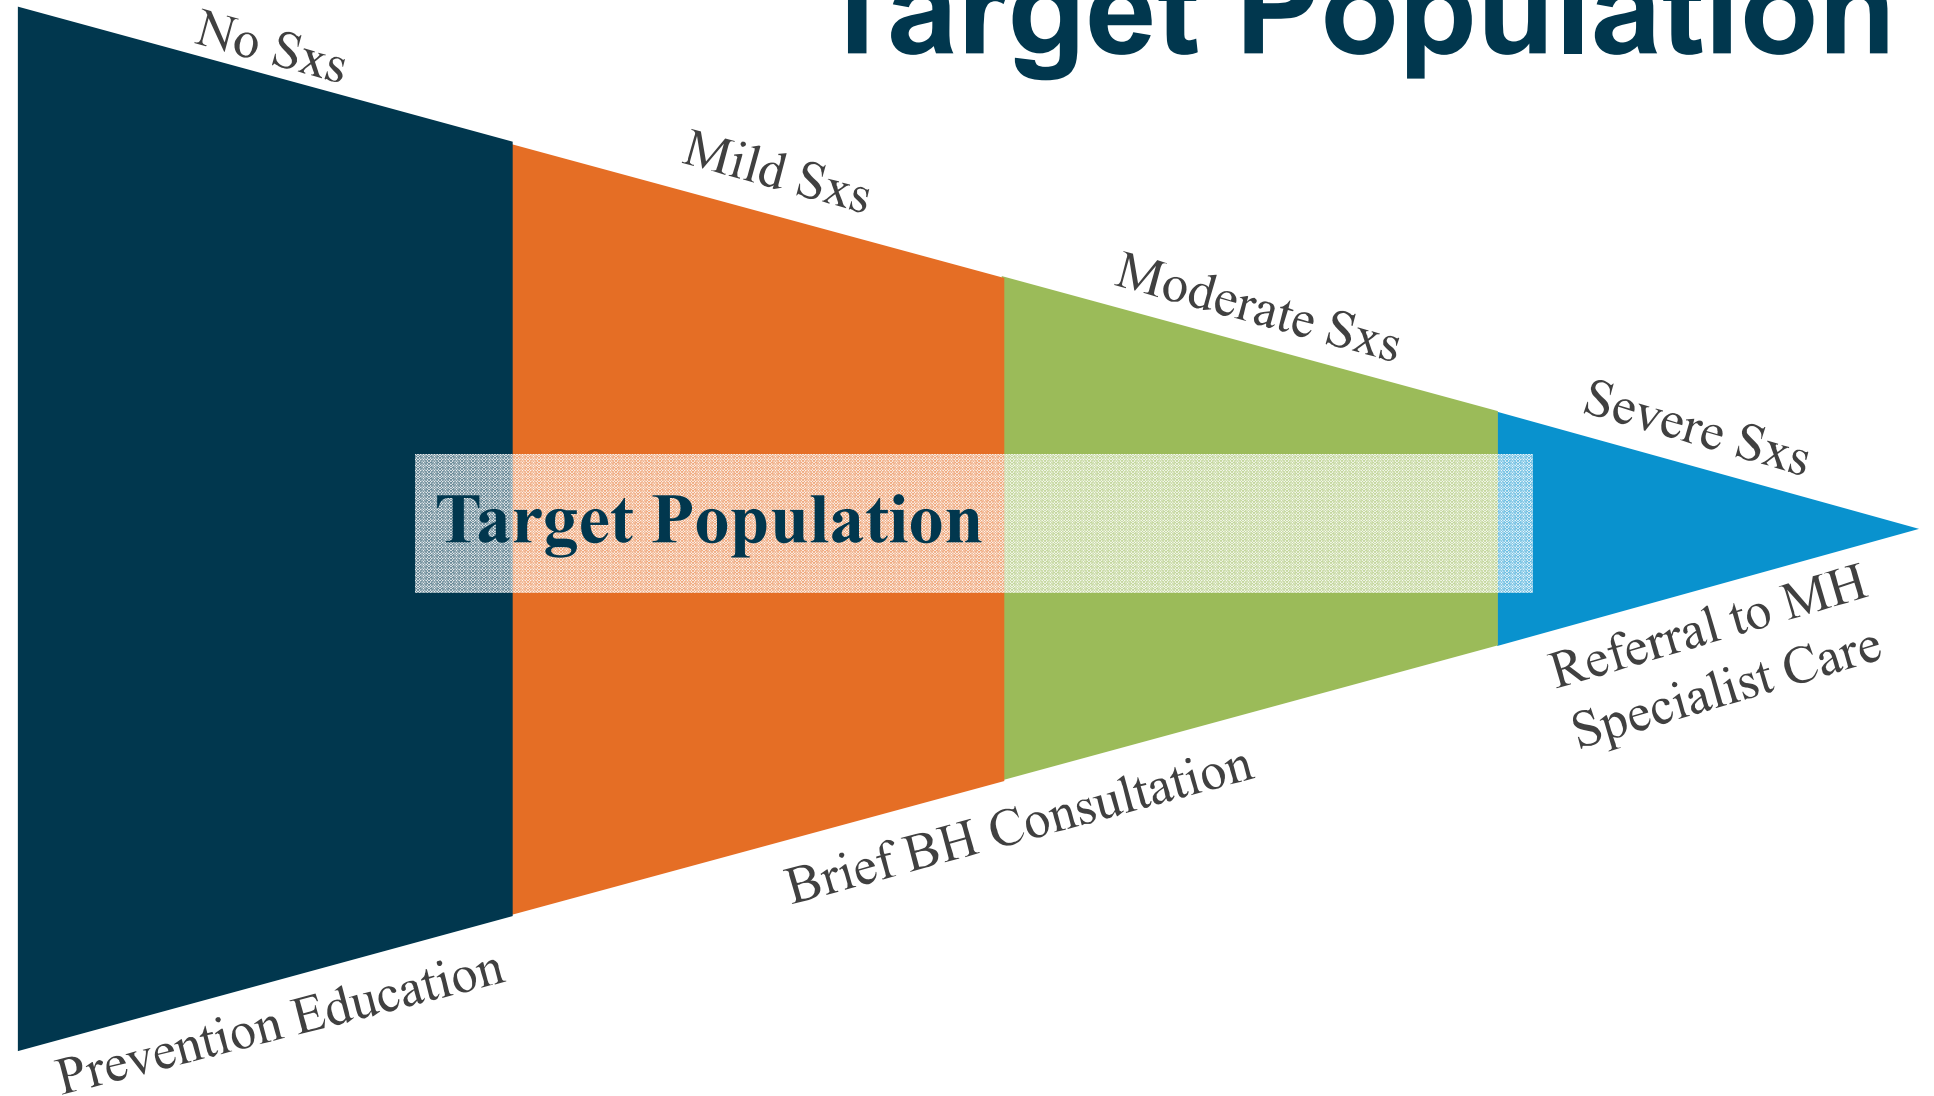 Target Population
No Sxs
Mild Sxs
Moderate Sxs
Severe Sxs
Target Population
Referral to MH
Specialist Care
Brief BH Consultation
Prevention Education